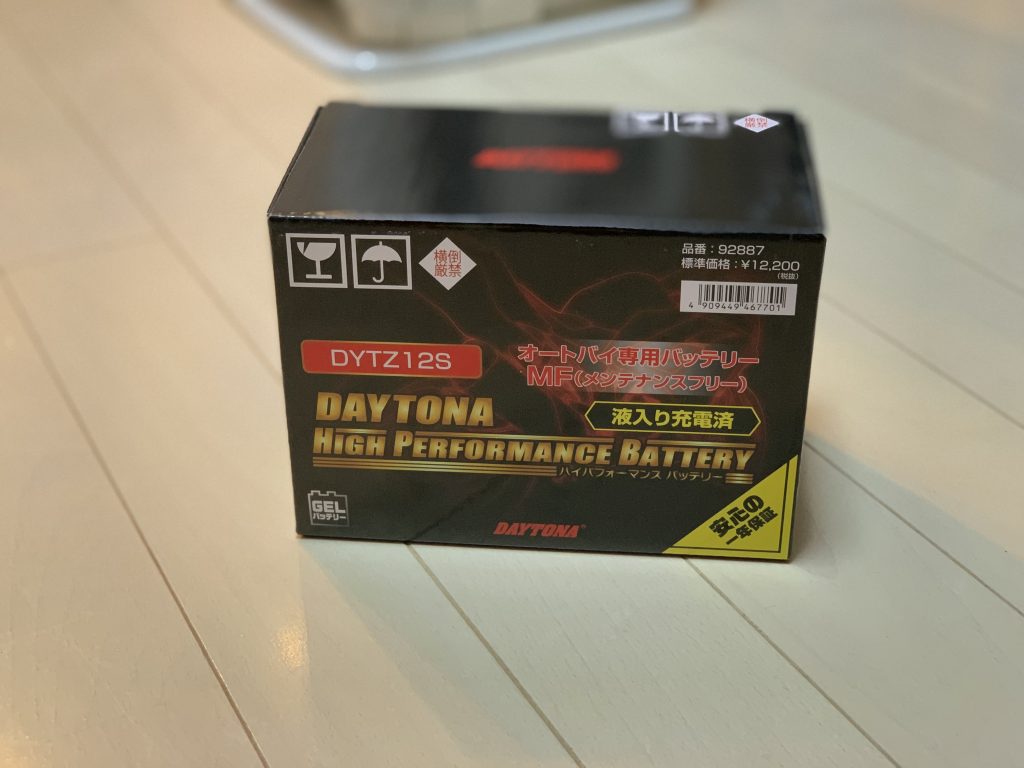 横倒
厳禁
横倒
厳禁
品番：92887
標準価格：￥12,200
(税抜)
4 909449 467701
DYTZ12S
オートバイ専用バッテリー
MF(メンテナンスフリー)
DAYTONA
液入り充電済
HIGH PERFORMANCE BATTERY
ハイパフォーマンス バッテリー
GEL
バッテリー
DAYTONA®
安心の
一年保証